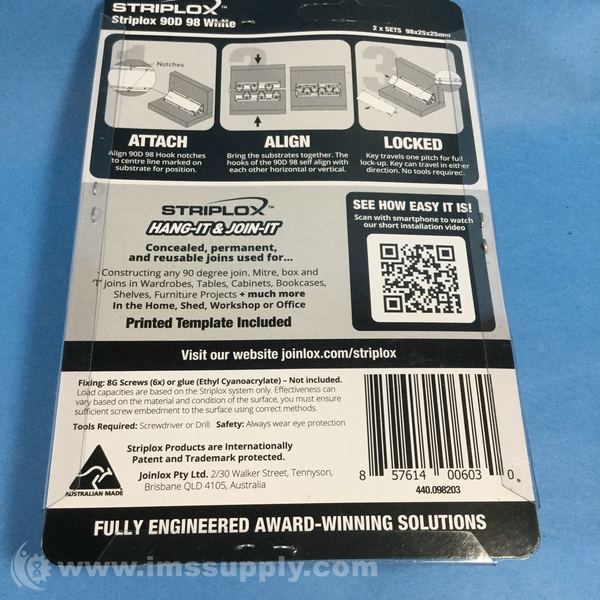 STRIPLOX™
Striplox 90D 98 White
2 x SETS 98x25x25mm
1
Notches
2
3
ATTACH
Align 90D 98 Hook notches
to centre line marked on
substrate for position.
ALIGN
Bring the substrates together. The
hooks of the 90D 98 self align with
each other horizontal or vertical.
LOCKED
Key travels one pitch for full
lock-up. Key can travel in either
direction. No tools required.
STRIPLOX™
HANG-IT & JOIN-IT
Concealed, permanent,
and reusable joins used for...
Constructing any 90 degree join. Mitre, box and
'T' joins in Wardrobes, Tables, Cabinets, Bookcases,
Shelves, Furniture Projects + much more
In the Home, Shed, Workshop or Office
Printed Template Included
SEE HOW EASY IT IS!
Scan with smartphone to watch
our short installation video
Visit our website joinlox.com/striplox
Fixing: 8G Screws (6x) or glue (Ethyl Cyanoacrylate) – Not included.
Load capacities are based on the Striplox system only. Effectiveness can
vary based on the material and condition of the surface, you must ensure
sufficient screw embedment to the surface using correct methods.
Tools Required: Screwdriver or Drill Safety: Always wear eye protection
Striplox Products are Internationally
Patent and Trademark protected.
Joinlox Pty Ltd. 2/30 Walker Street, Tennyson,
Brisbane QLD 4105, Australia
AUSTRALIAN MADE
8 57614 00603 0
440.098203
FULLY ENGINEERED AWARD-WINNING SOLUTIONS
www.imssupply.com